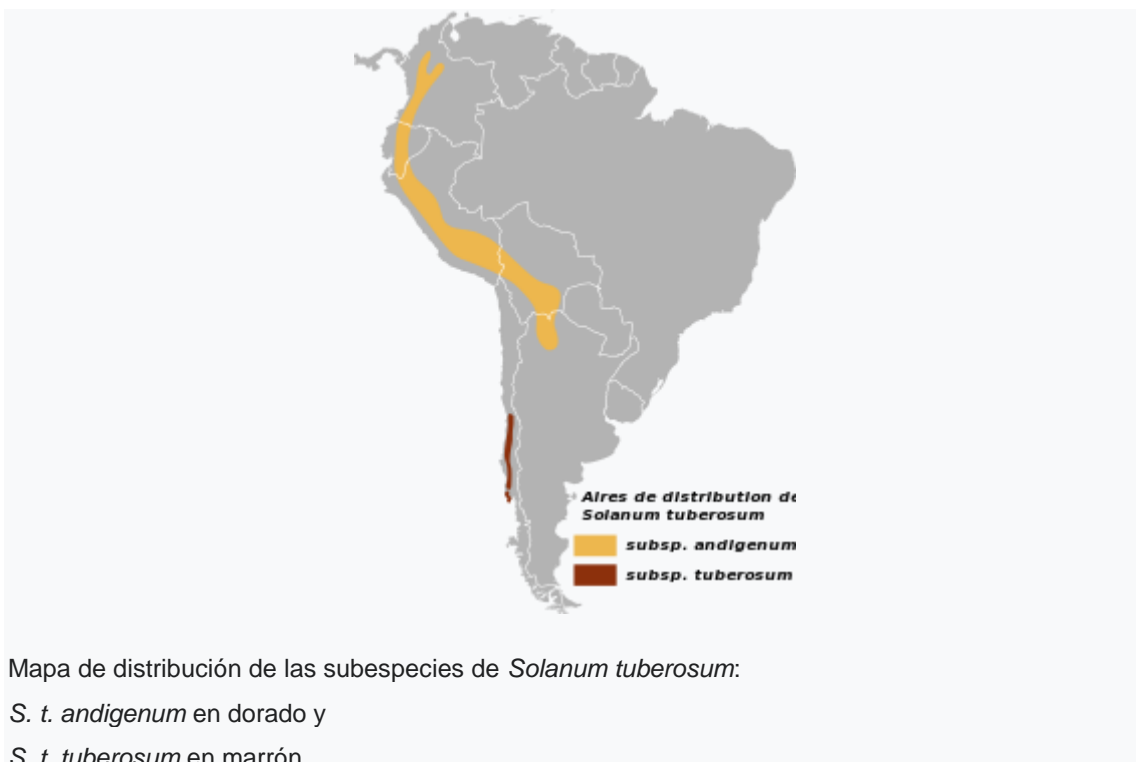 Aires de distribution de
Solanum tuberosum
subsp. andigenum
subsp. tuberosum
Mapa de distribución de las subespecies de Solanum tuberosum:
S. t. andigenum en dorado y
S. t. tuberosum en marrón